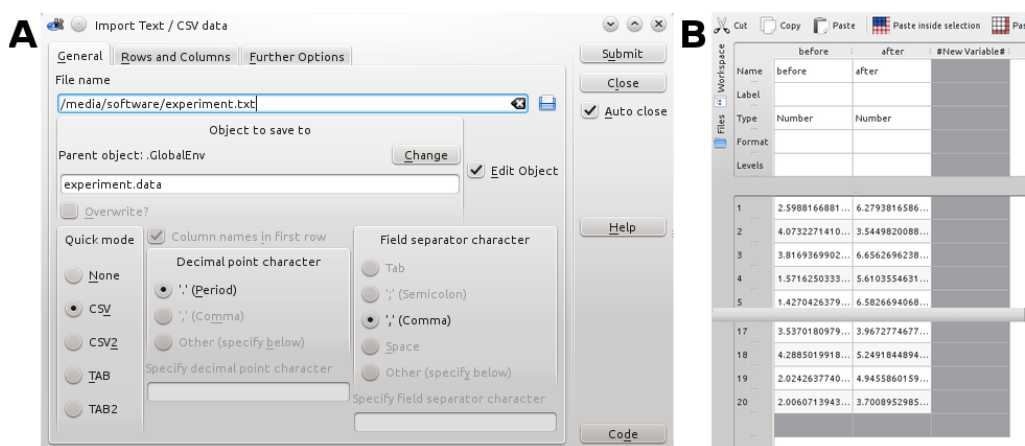 A
Import Text / CSV data
General
Rows and Columns
Further Options
File name
/media/software/experiment.txt
Object to save to
Parent object: .GlobalEnv
Change
experiment.data
Overwrite?
Edit Object
Quick mode
None
CSV
CSV2
TAB
TAB2
Column names in first row
Decimal point character
'.' (Period)
',' (Comma)
Other (specify below)
Specify decimal point character
Field separator character
Tab
';' (Semicolon)
',' (Comma)
Space
Other (specify below)
Specify field separator character
Submit
Close
Auto close
Help
Code
B
Cut Copy Paste Paste inside selection Pas
Workspace
Files
before after #New Variable#
Name before after
Label
Type Number Number
Format
Levels
1 2.5988166881... 6.2793816586...
2 4.0732271410... 3.5449820088...
3 3.8169369902... 6.6562696238...
4 1.5716250333... 5.6103554631...
5 1.4270426379... 6.5826694068...
17 3.5370180979... 3.9672774677...
18 4.2885019918... 5.2491844894...
19 2.0242637740... 4.9455860159...
20 2.0060713943... 3.7008952985...